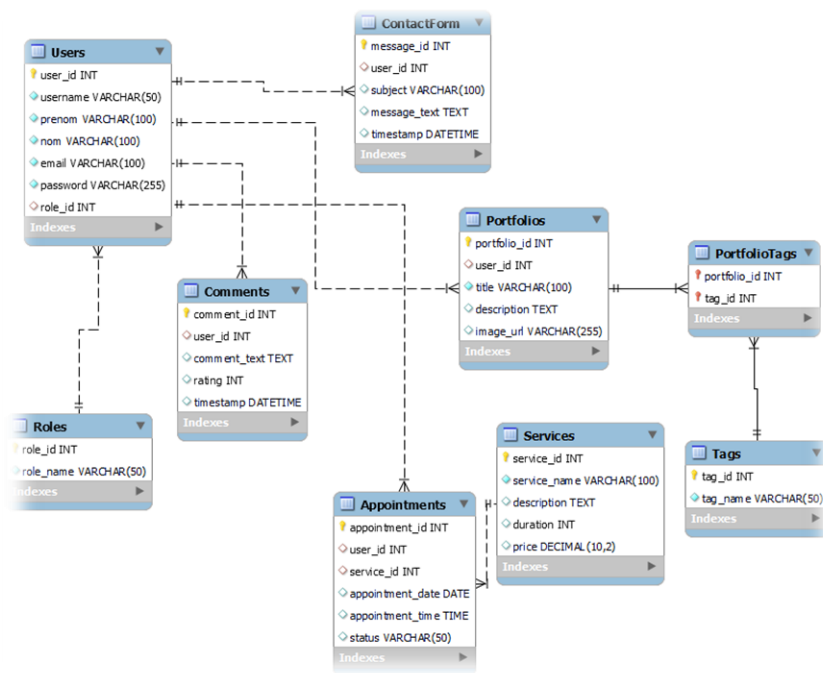 ContactForm
message_id INT
user_id INT
subject VARCHAR(100)
message_text TEXT
timestamp DATETIME
Indexes
Users
user_id INT
username VARCHAR(50)
prenom VARCHAR(100)
nom VARCHAR(100)
email VARCHAR(100)
password VARCHAR(255)
role_id INT
Indexes
Portfolios
portfolio_id INT
user_id INT
title VARCHAR(100)
description TEXT
image_url VARCHAR(255)
Indexes
PortfolioTags
portfolio_id INT
tag_id INT
Indexes
Comments
comment_id INT
user_id INT
comment_text TEXT
rating INT
timestamp DATETIME
Indexes
Roles
role_id INT
role_name VARCHAR(50)
Indexes
Services
service_id INT
service_name VARCHAR(100)
description TEXT
duration INT
price DECIMAL(10,2)
Indexes
Tags
tag_id INT
tag_name VARCHAR(50)
Indexes
Appointments
appointment_id INT
user_id INT
service_id INT
appointment_date DATE
appointment_time TIME
status VARCHAR(50)
Indexes